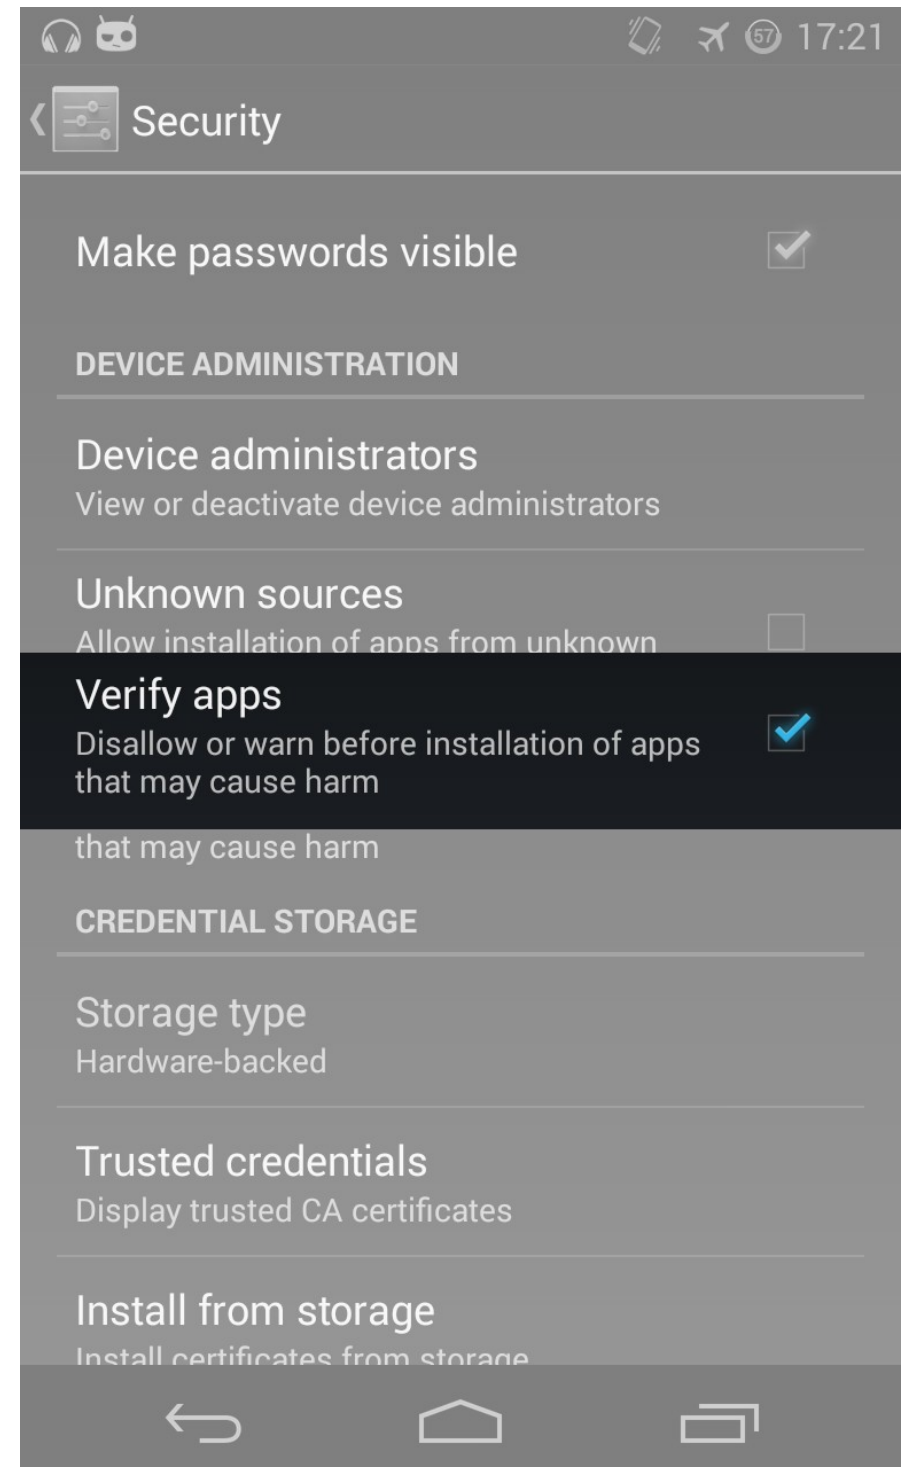 57 17:21
Security
Make passwords visible
DEVICE ADMINISTRATION
Device administrators
View or deactivate device administrators
Unknown sources
Allow installation of apps from unknown
Verify apps
Disallow or warn before installation of apps
that may cause harm
that may cause harm
CREDENTIAL STORAGE
Storage type
Hardware-backed
Trusted credentials
Display trusted CA certificates
Install from storage
Install certificates from storage